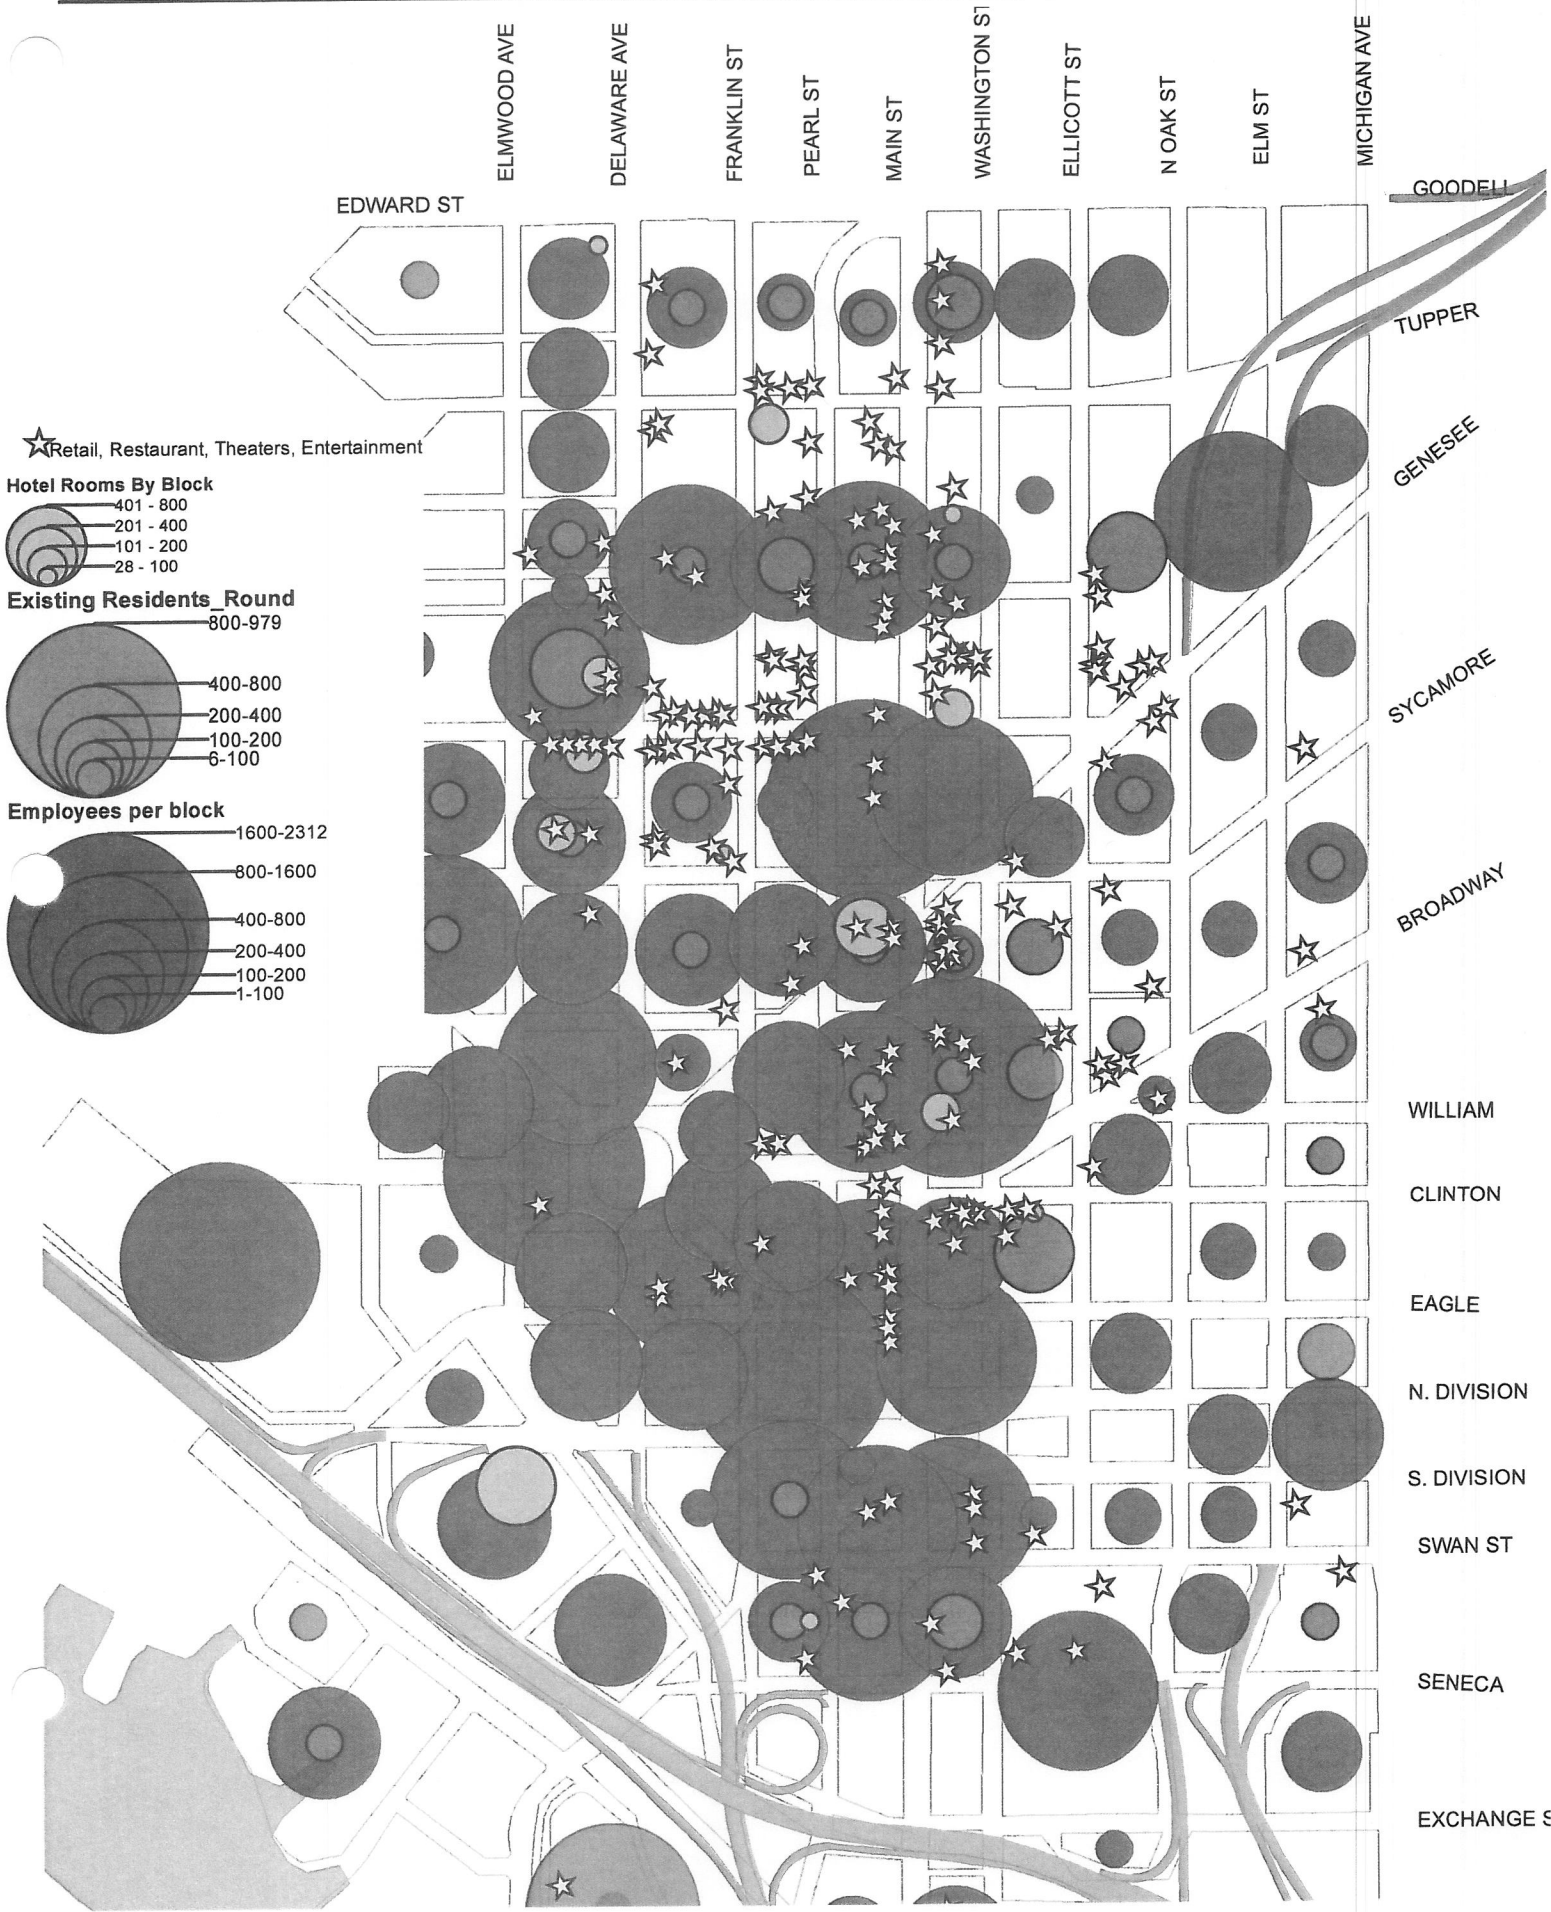 ELMWOOD AVE
DELAWARE AVE
FRANKLIN ST
PEARL ST
MAIN ST
WASHINGTON ST
ELLICOTT ST
N OAK ST
ELM ST
MICHIGAN AVE
EDWARD ST
GOODELL
TUPPER
GENESEE
SYCAMORE
BROADWAY
WILLIAM
CLINTON
EAGLE
N. DIVISION
S. DIVISION
SWAN ST
SENECA
EXCHANGE S
Retail, Restaurant, Theaters, Entertainment
Hotel Rooms By Block
401 - 800
201 - 400
101 - 200
28 - 100
Existing Residents_Round
800-979
400-800
200-400
100-200
6-100
Employees per block
1600-2312
800-1600
400-800
200-400
100-200
1-100